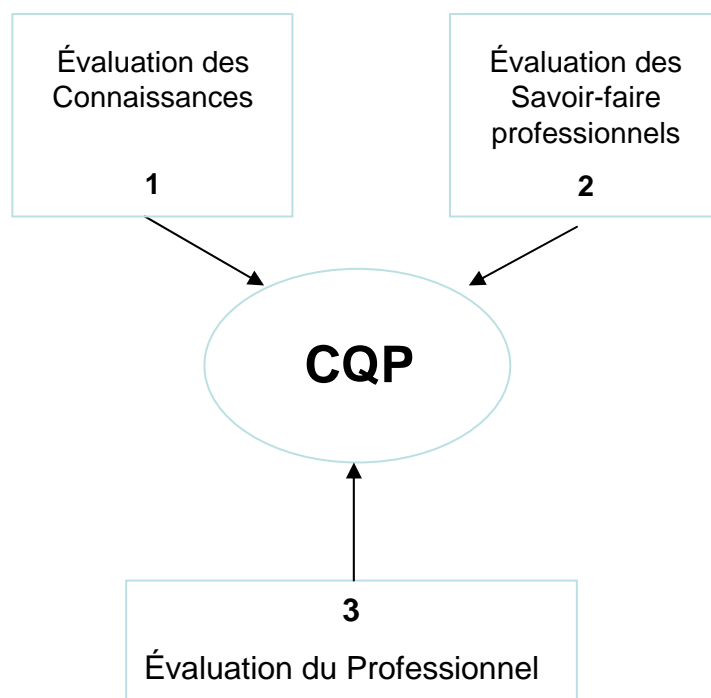 Évaluation des
Connaissances
1
Évaluation des
Savoir-faire
professionnels
2
CQP
3
Évaluation du Professionnel